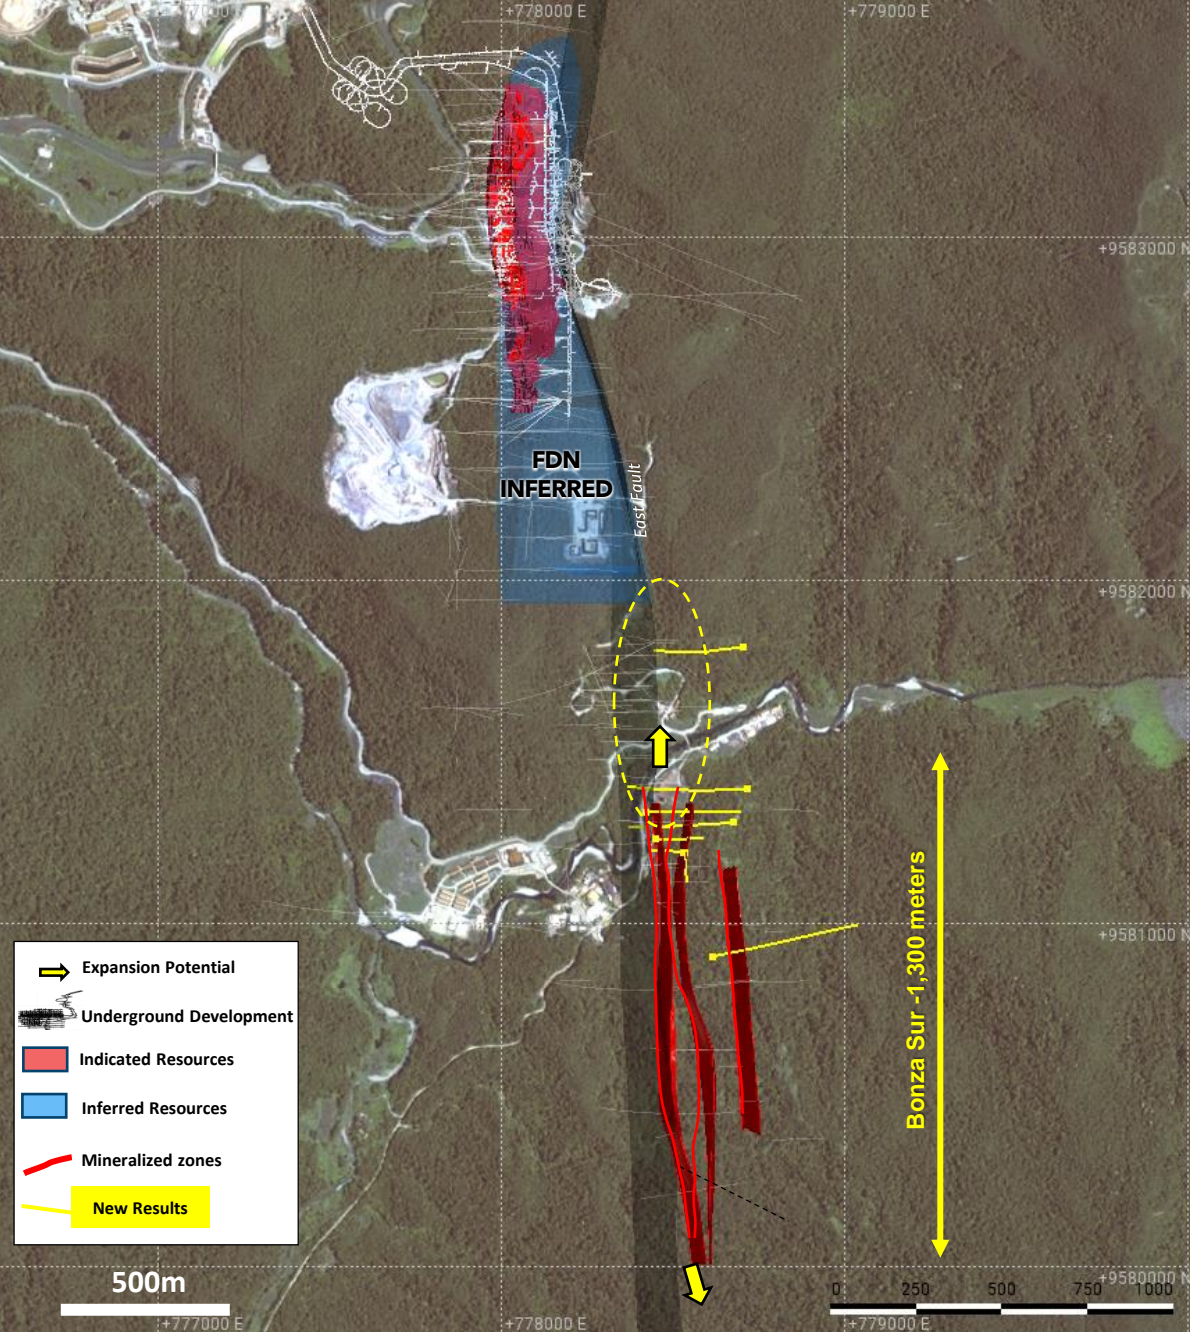 +777000 E
+778000 E
+779000 E
+9583000 N
FDN
INFERRED
East Fault
+9582000 N
+9581000 N
Bonza Sur -1,300 meters
Expansion Potential
Underground Development
Indicated Resources
Inferred Resources
Mineralized zones
New Results
500m
0 250 500 750 1000
+9580000 N
+777000 E
+778000 E
+779000 E